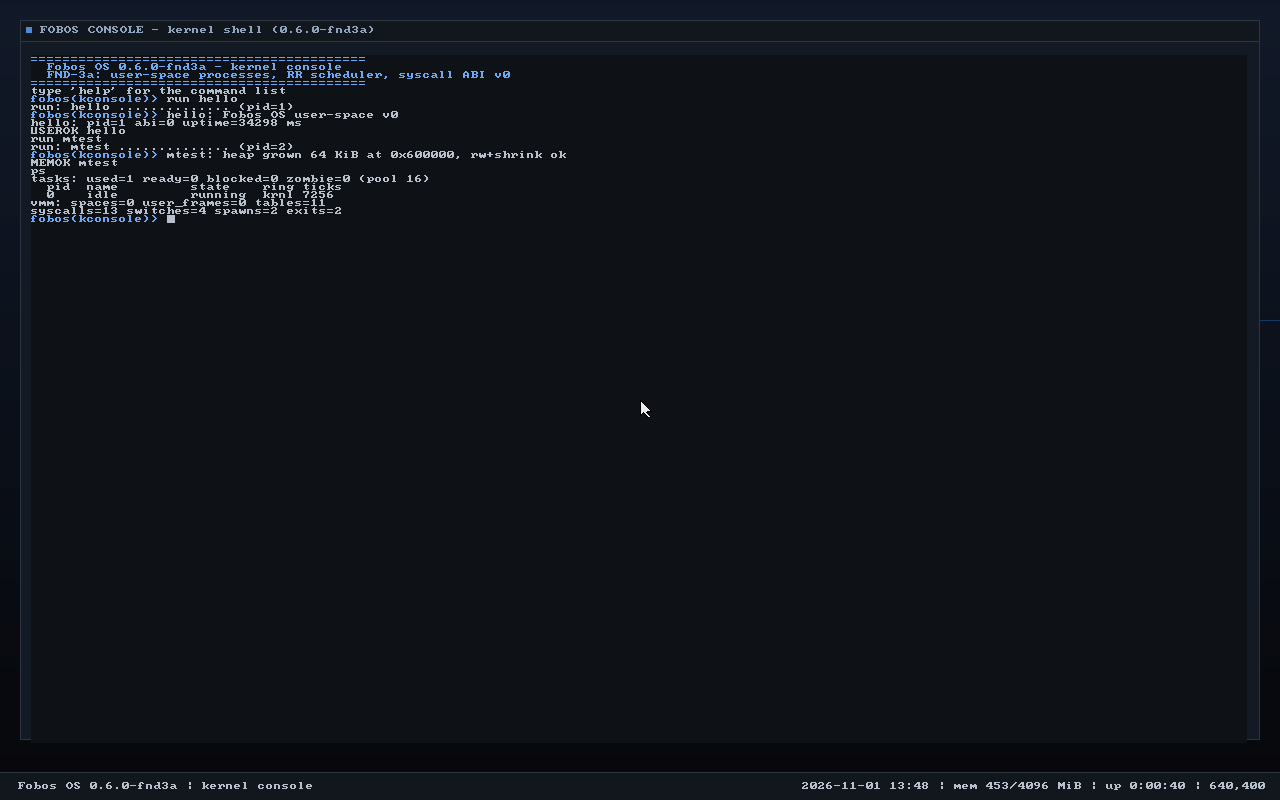 FOBOS CONSOLE - kernel shell (0.6.0-fnd3a)
==========================================
  Fobos OS 0.6.0-fnd3a - kernel console
  FND-3a: user-space processes, RR scheduler, syscall ABI v0
==========================================
type 'help' for the command list
fobos(kconsole)> run hello
run: hello .............. (pid=1)
fobos(kconsole)> hello: Fobos OS user-space v0
hello: pid=1 abi=0 uptime=34298 ms
USEROK hello
run mtest
run: mtest .............. (pid=2)
fobos(kconsole)> mtest: heap grown 64 KiB at 0x600000, rw+shrink ok
MEMOK mtest
ps
tasks: used=1 ready=0 blocked=0 zombie=0 (pool 16)
  pid  name         state    ring ticks
  0    idle         running  krnl 7256
vmm: spaces=0 user_frames=0 tables=11
syscalls=13 switches=4 spawns=2 exits=2
fobos(kconsole)>
Fobos OS 0.6.0-fnd3a ¦ kernel console
2026-11-01 13:48 ¦ mem 453/4096 MiB ¦ up 0:00:40 ¦ 640,400